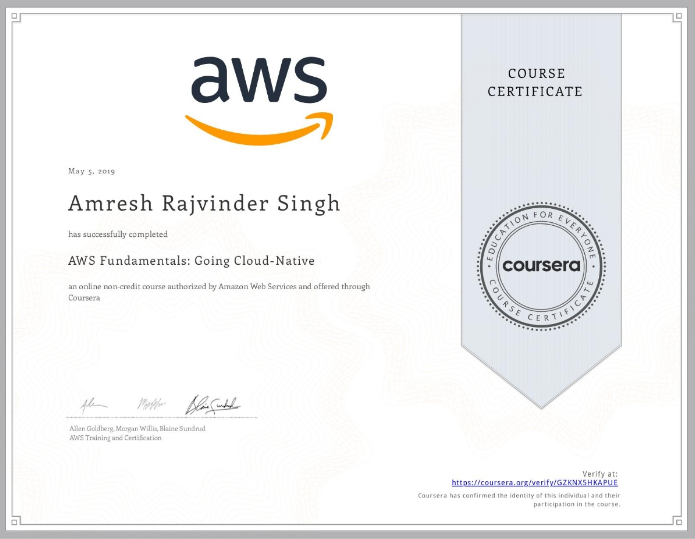 aws
COURSE
CERTIFICATE
May 5, 2019
Amresh Rajvinder Singh
has successfully completed
AWS Fundamentals: Going Cloud-Native
an online non-credit course authorized by Amazon Web Services and offered through
Coursera
EDUCATION FOR EVERYONE
coursera
COURSE CERTIFICATE
Allen Goldberg, Morgan Willis, Blaine Sundrud
AWS Training and Certification
Verify at:
https://coursera.org/verify/GZKNX5HKAPUE
Coursera has confirmed the identity of this individual and their
participation in the course.